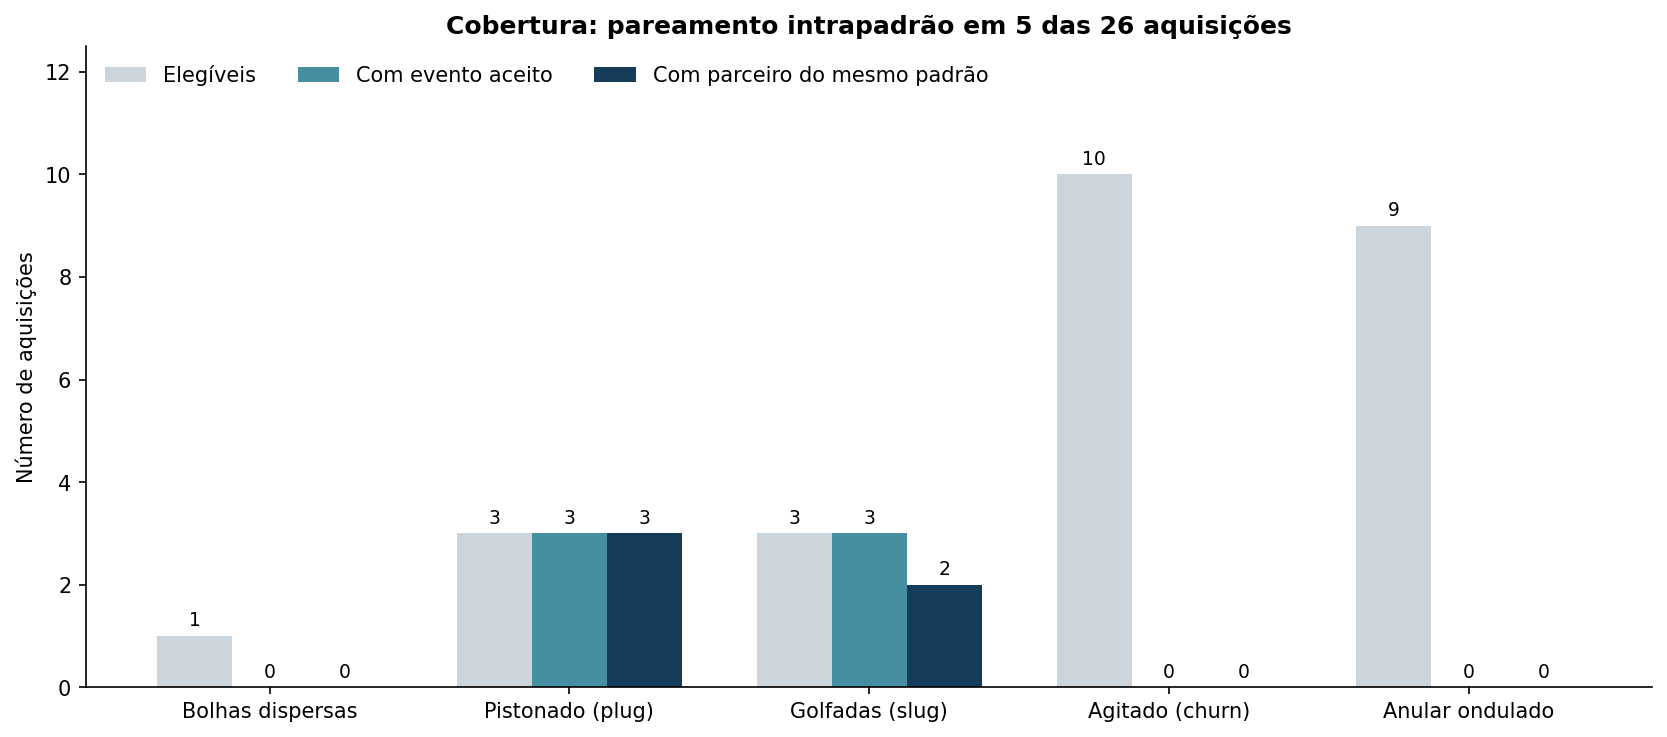 Cobertura: pareamento intrapadrão em 5 das 26 aquisições
Elegíveis Com evento aceito Com parceiro do mesmo padrão
Número de aquisições
12
10
8
6
4
2
0
1 0 0
3 3 3
3 3 2
10 0 0
9 0 0
Bolhas dispersas Pistonado (plug) Golfadas (slug) Agitado (churn) Anular ondulado